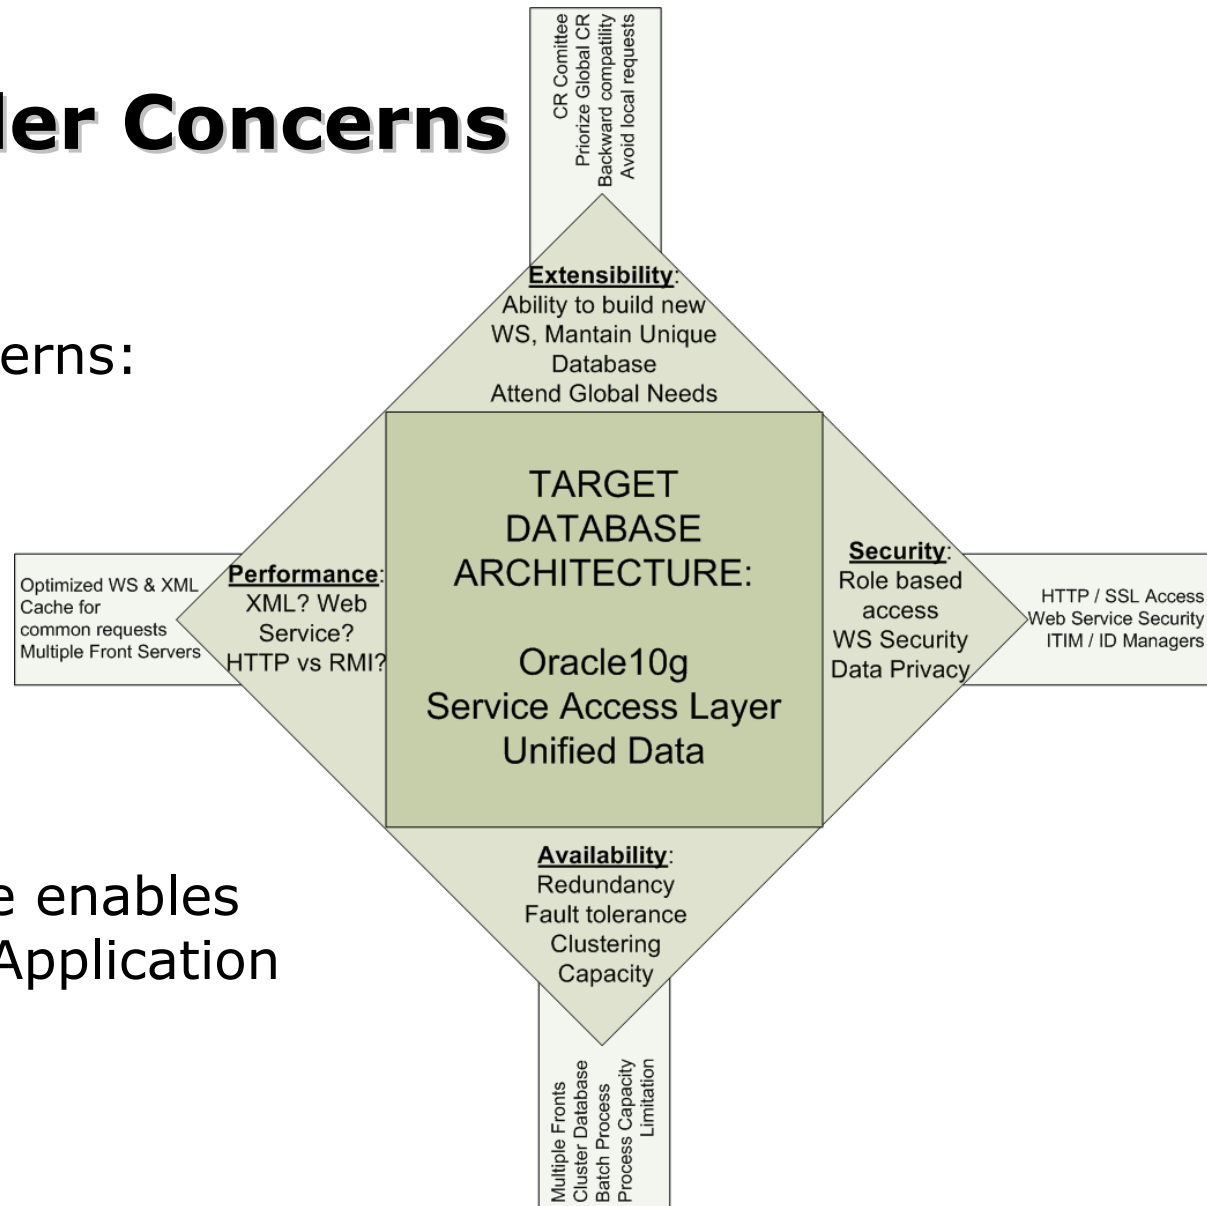 ler Concerns
erns:
e enables
Application
CR Comittee
Priorize Global CR
Backward compatility
Avoid local requests
Extensibility:
Ability to build new
WS, Mantain Unique
Database
Attend Global Needs
Optimized WS & XML
Cache for
common requests
Multiple Front Servers
Performance:
XML? Web
Service?
HTTP vs RMI?
TARGET
DATABASE
ARCHITECTURE:
Oracle10g
Service Access Layer
Unified Data
Security:
Role based
access
WS Security
Data Privacy
HTTP / SSL Access
Web Service Security
ITIM / ID Managers
Availability:
Redundancy
Fault tolerance
Clustering
Capacity
Multiple Fronts
Cluster Database
Batch Process
Process Capacity
Limitation